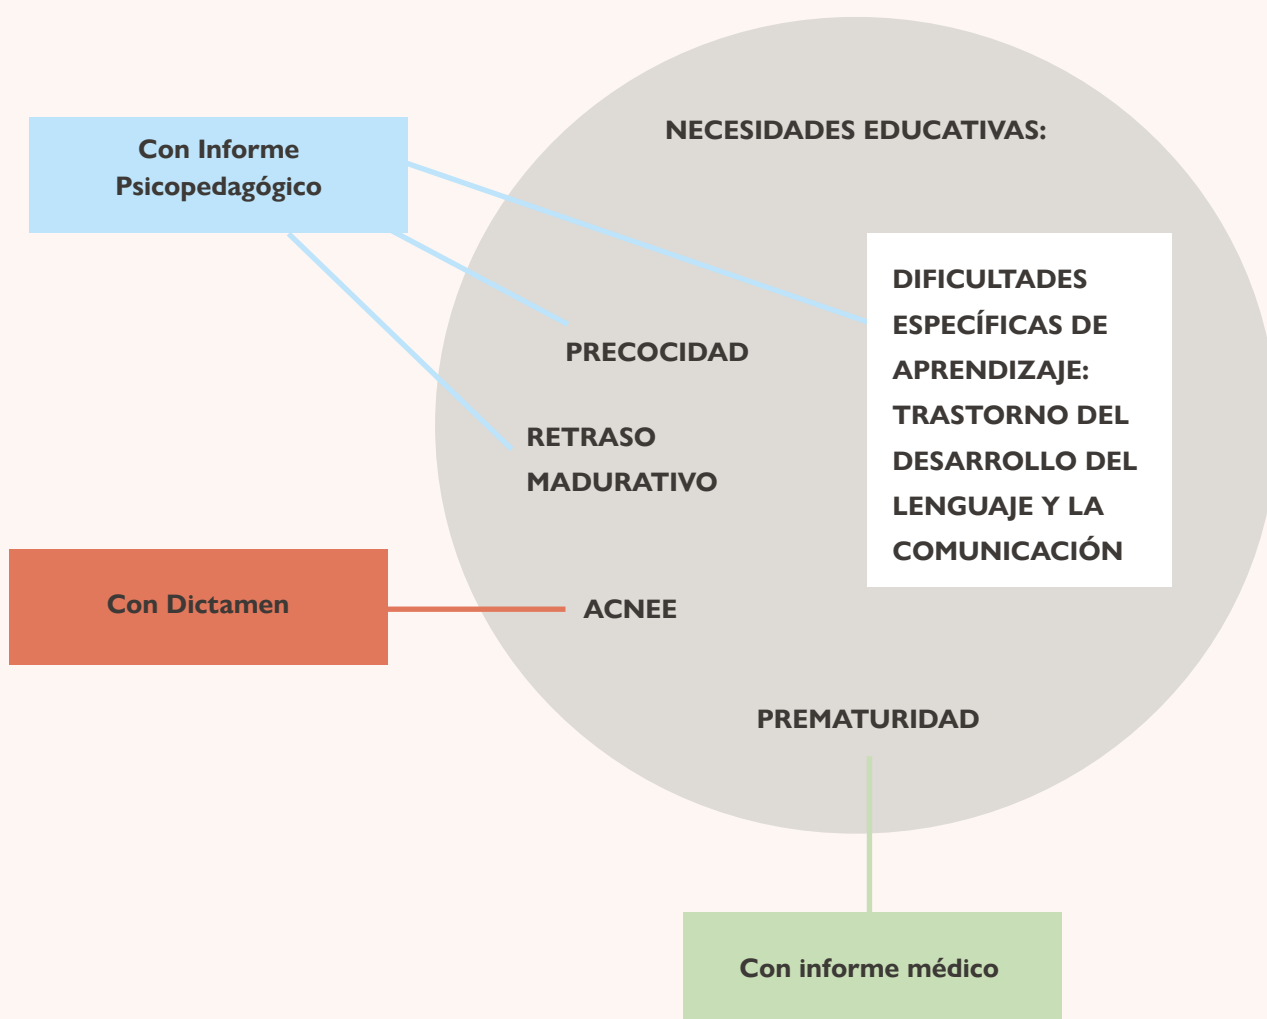 NECESIDADES EDUCATIVAS:
Con Informe
Psicopedagógico
DIFICULTADES
ESPECÍFICAS DE
APRENDIZAJE:
TRASTORNO DEL
DESARROLLO DEL
LENGUAJE Y LA
COMUNICACIÓN
PRECOCIDAD
RETRASO
MADURATIVO
Con Dictamen
ACNEE
PREMATURIDAD
Con informe médico